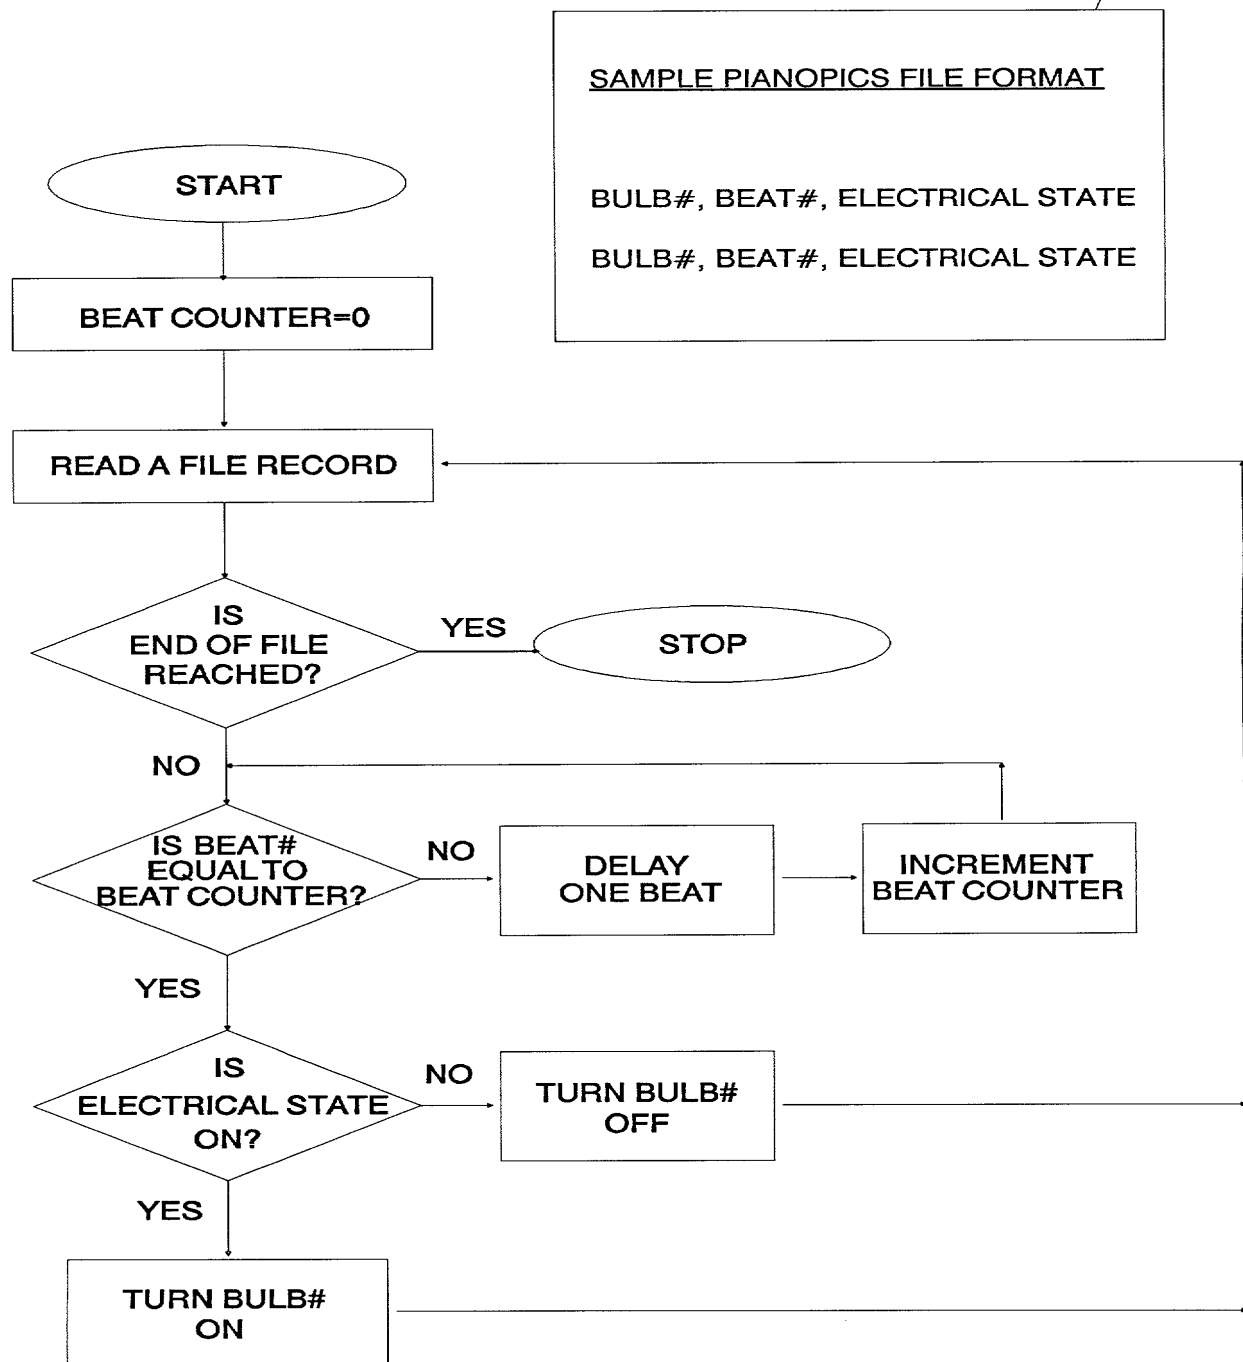 SAMPLE PIANOPICS FILE FORMAT
BULB#, BEAT#, ELECTRICAL STATE
BULB#, BEAT#, ELECTRICAL STATE
START
BEAT COUNTER=0
READ A FILE RECORD
IS
END OF FILE
REACHED?
YES
STOP
NO
IS BEAT#
EQUAL TO
BEAT COUNTER?
NO
DELAY
ONE BEAT
INCREMENT
BEAT COUNTER
YES
IS
ELECTRICAL STATE
ON?
NO
TURN BULB#
OFF
YES
TURN BULB#
ON